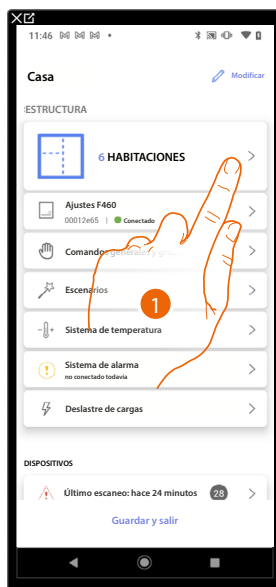 11:46
Casa
Modificar
ESTRUCTURA
6 HABITACIONES
Ajustes F460
00012e65 | Conectado
Comandos generales y gru
Escenarios
1
Sistema de temperatura
Sistema de alarma
no conectado todavía
Deslastre de cargas
DISPOSITIVOS
Último escaneo: hace 24 minutos 28
Guardar y salir